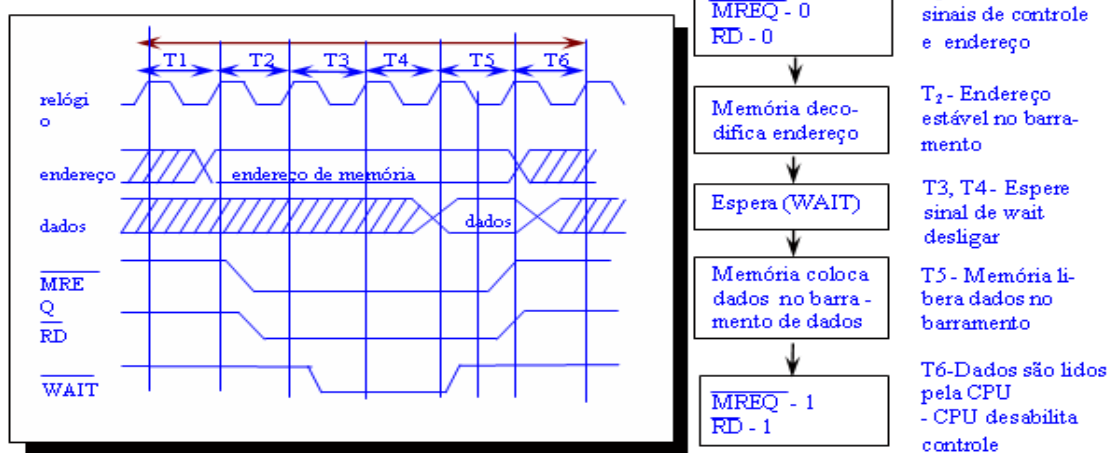 T1 T2 T3 T4 T5 T6
relógi
o
endereço
endereço de memória
dados
dados
MRE
Q
RD
WAIT
MREQ - 0
RD - 0
sinais de controle
e endereço
Memória deco-
difica endereço
T₂ - Endereço
estável no barra-
mento
Espera (WAIT)
T3, T4 - Espere
sinal de wait
desligar
Memória coloca
dados no barra -
mento de dados
T5 - Memória li-
bera dados no
barramento
MREQ - 1
RD - 1
T6-Dados são lidos
pela CPU
- CPU desabilita
controle